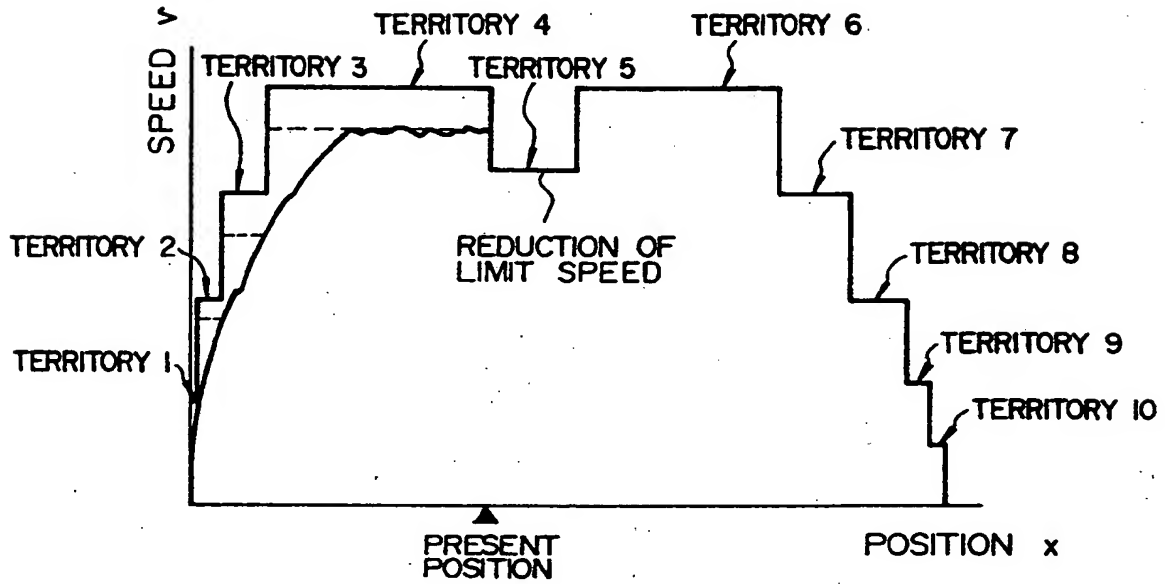 SPEED v
TERRITORY 4
TERRITORY 6
TERRITORY 3
TERRITORY 5
TERRITORY 7
TERRITORY 2
REDUCTION OF
LIMIT SPEED
TERRITORY 8
TERRITORY 1
TERRITORY 9
TERRITORY 10
PRESENT
POSITION
POSITION x